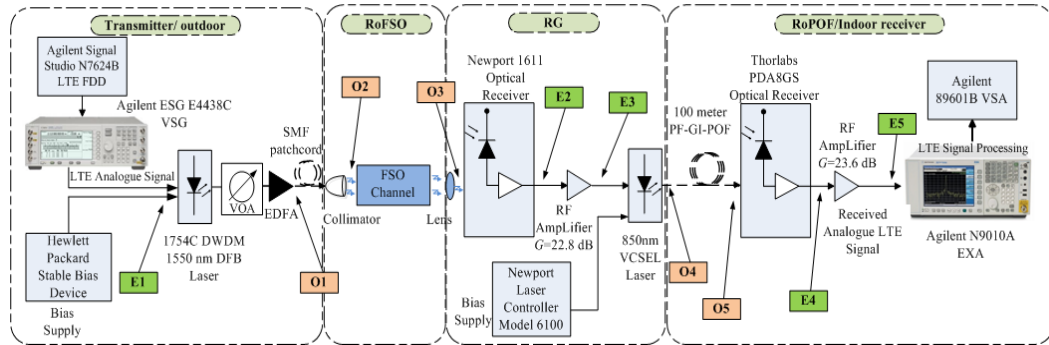 Transmitter/ outdoor
Agilent Signal
Studio N7624B
LTE FDD
Agilent ESG E4438C
VSG
LTE Analogue Signal
Hewlett
Packard
Stable Bias
Device
Bias
Supply
E1
1754C DWDM
1550 nm DFB
Laser
VOA
EDFA
SMF
patchcord
O1
RoFSO
O2
O3
Collimator
FSO
Channel
Lens
RG
Newport 1611
Optical
Receiver
E2
E3
RF
AmpLifier
G=22.8 dB
850nm
VCSEL
Laser
Bias
Supply
Newport
Laser
Controller
Model 6100
RoPOF/Indoor receiver
O4
100 meter
PF-GI-POF
O5
Thorlabs
PDA8GS
Optical Receiver
E4
RF
AmpLifier
G=23.6 dB
Received
Analogue LTE
Signal
E5
Agilent
89601B VSA
LTE Signal Processing
Agilent N9010A
EXA